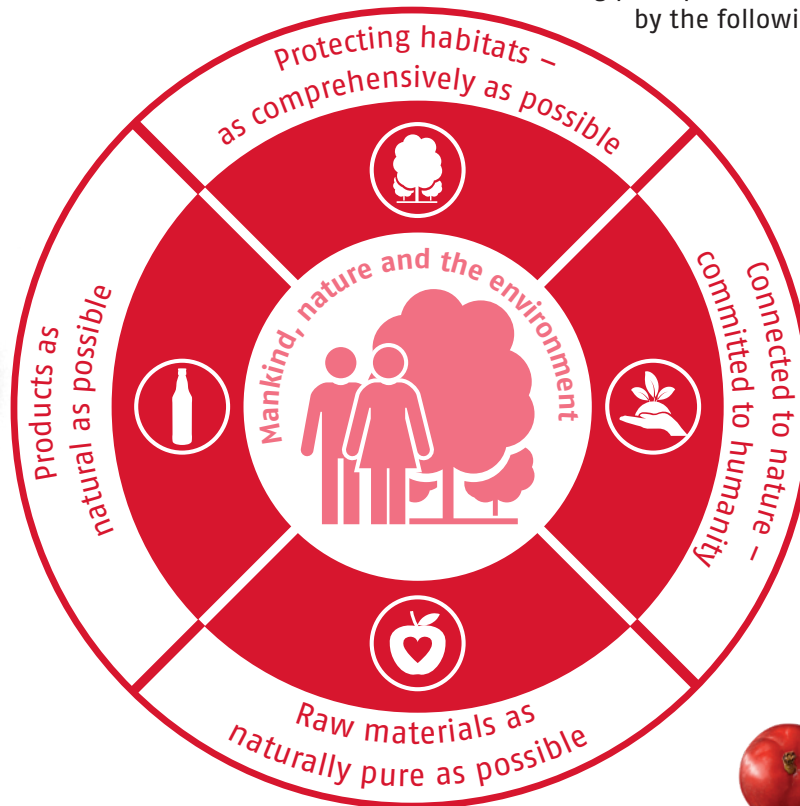 by the followi
Protecting habitats –
as comprehensively as possible
Connected to nature –
committed to humanity
Raw materials as
naturally pure as possible
Products as
natural as possible
Mankind, nature and the environment